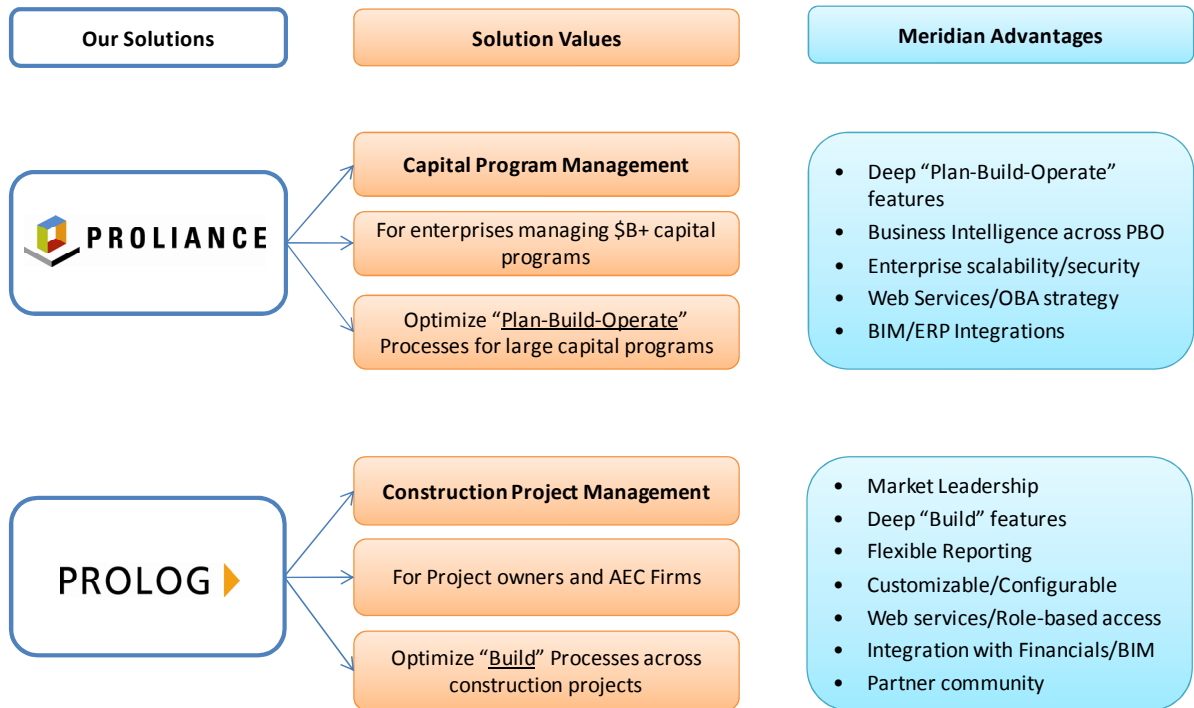 Our Solutions
Solution Values
Meridian Advantages
PROLIANCE
Capital Program Management
For enterprises managing $B+ capital
programs
Optimize “Plan-Build-Operate”
Processes for large capital programs
• Deep “Plan-Build-Operate”
features
• Business Intelligence across PBO
• Enterprise scalability/security
• Web Services/OBA strategy
• BIM/ERP Integrations
PROLOG
Construction Project Management
For Project owners and AEC Firms
Optimize “Build” Processes across
construction projects
• Market Leadership
• Deep “Build” features
• Flexible Reporting
• Customizable/Configurable
• Web services/Role-based access
• Integration with Financials/BIM
• Partner community